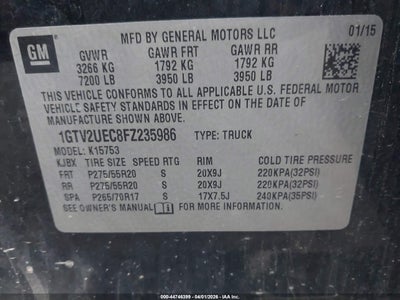 GM
MFD BY GENERAL MOTORS LLC
01/15
GVWR GAWR FRT GAWR RR
3266 KG 1792 KG 1792 KG
7200 LB 3950 LB 3950 LB
THIS VEHICLE CONFORMS TO ALL APPLICABLE U.S. FEDERAL MOTOR
VEHICLE SAFETY STANDARDS IN EFFECT ON THE DATE OF
MANUFACTURE SHOWN ABOVE.
1GTV2UEC8FZ235986 TYPE: TRUCK
MODEL: K15753
KJBX TIRE SIZE SPEED RTG RIM COLD TIRE PRESSURE
FRT P275/55R20 S 20X9J 220KPA(32PSI)
RR P275/55R20 S 20X9J 220KPA(32PSI)
SPA P265/70R17 S 17X7.5J 240KPA(35PSI)
SEE OWNER'S MANUAL FOR MORE INFORMATION.
000-44746399 - 04/01/2026 -